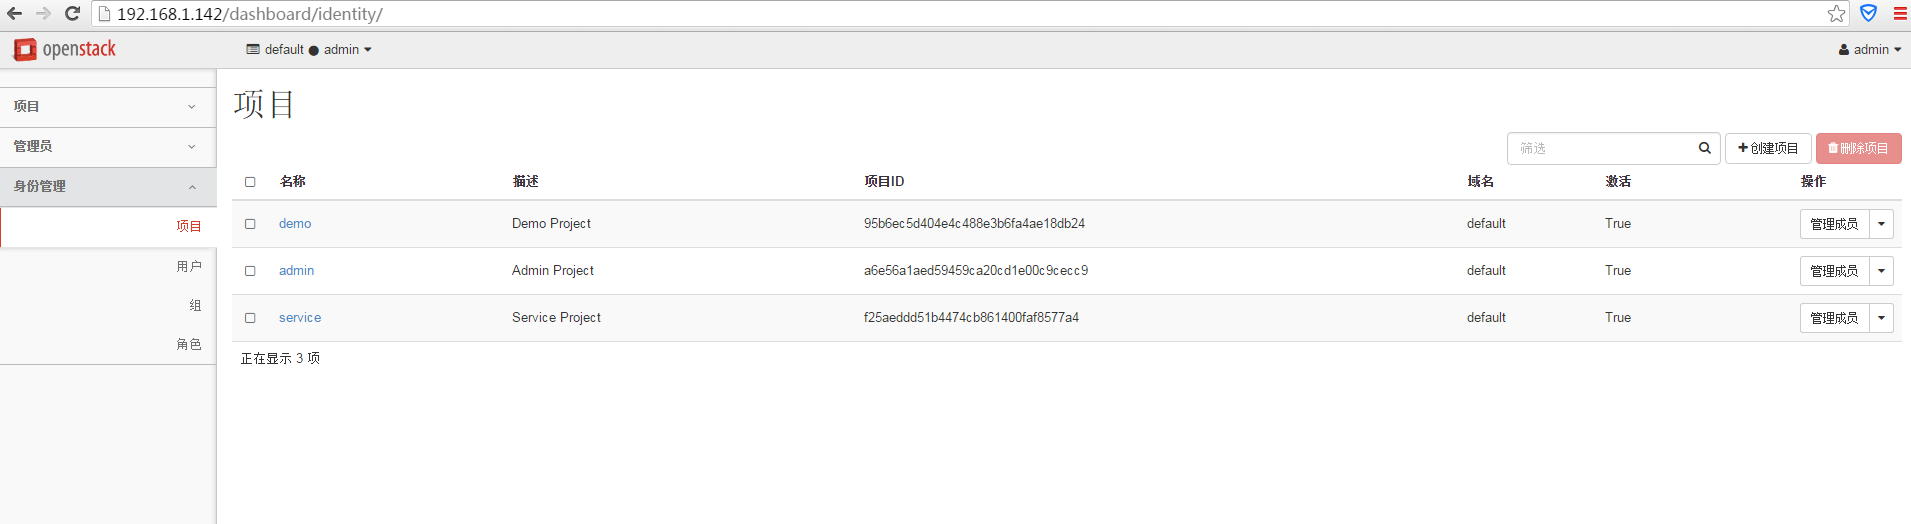 192.168.1.142/dashboard/identity/
openstack default admin admin
项目
管理员
身份管理
项目
用户
组
角色
项目
筛选 创建项目 删除项目
名称 描述 项目ID 域名 激活 操作
demo Demo Project 95b6ec5d404e4c488e3b6fa4ae18db24 default True 管理成员
admin Admin Project a6e56a1aed59459ca20cd1e00c9cecc9 default True 管理成员
service Service Project f25aeddd51b4474cb861400faf8577a4 default True 管理成员
正在显示 3 项